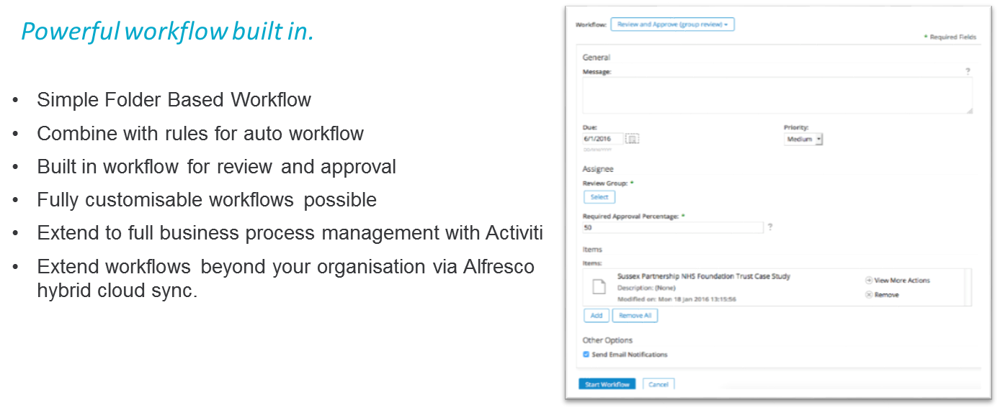 Powerful workflow built in.
• Simple Folder Based Workflow
• Combine with rules for auto workflow
• Built in workflow for review and approval
• Fully customisable workflows possible
• Extend to full business process management with Activiti
• Extend workflows beyond your organisation via Alfresco
hybrid cloud sync.
Workflow: Review and Approve (group review)
* Required Fields
General
Message: ?
Due: Priority:
6/1/2016 Medium
DD/MM/YYYY
Assignee
Review Group: *
Select
Required Approval Percentage: *
50 ?
Items
Items:
Sussex Partnership NHS Foundation Trust Case Study
Description: (None)
Modified on: Mon 18 Jan 2016 13:15:56
View More Actions
Remove
Add Remove All
Other Options
Send Email Notifications
Start Workflow Cancel